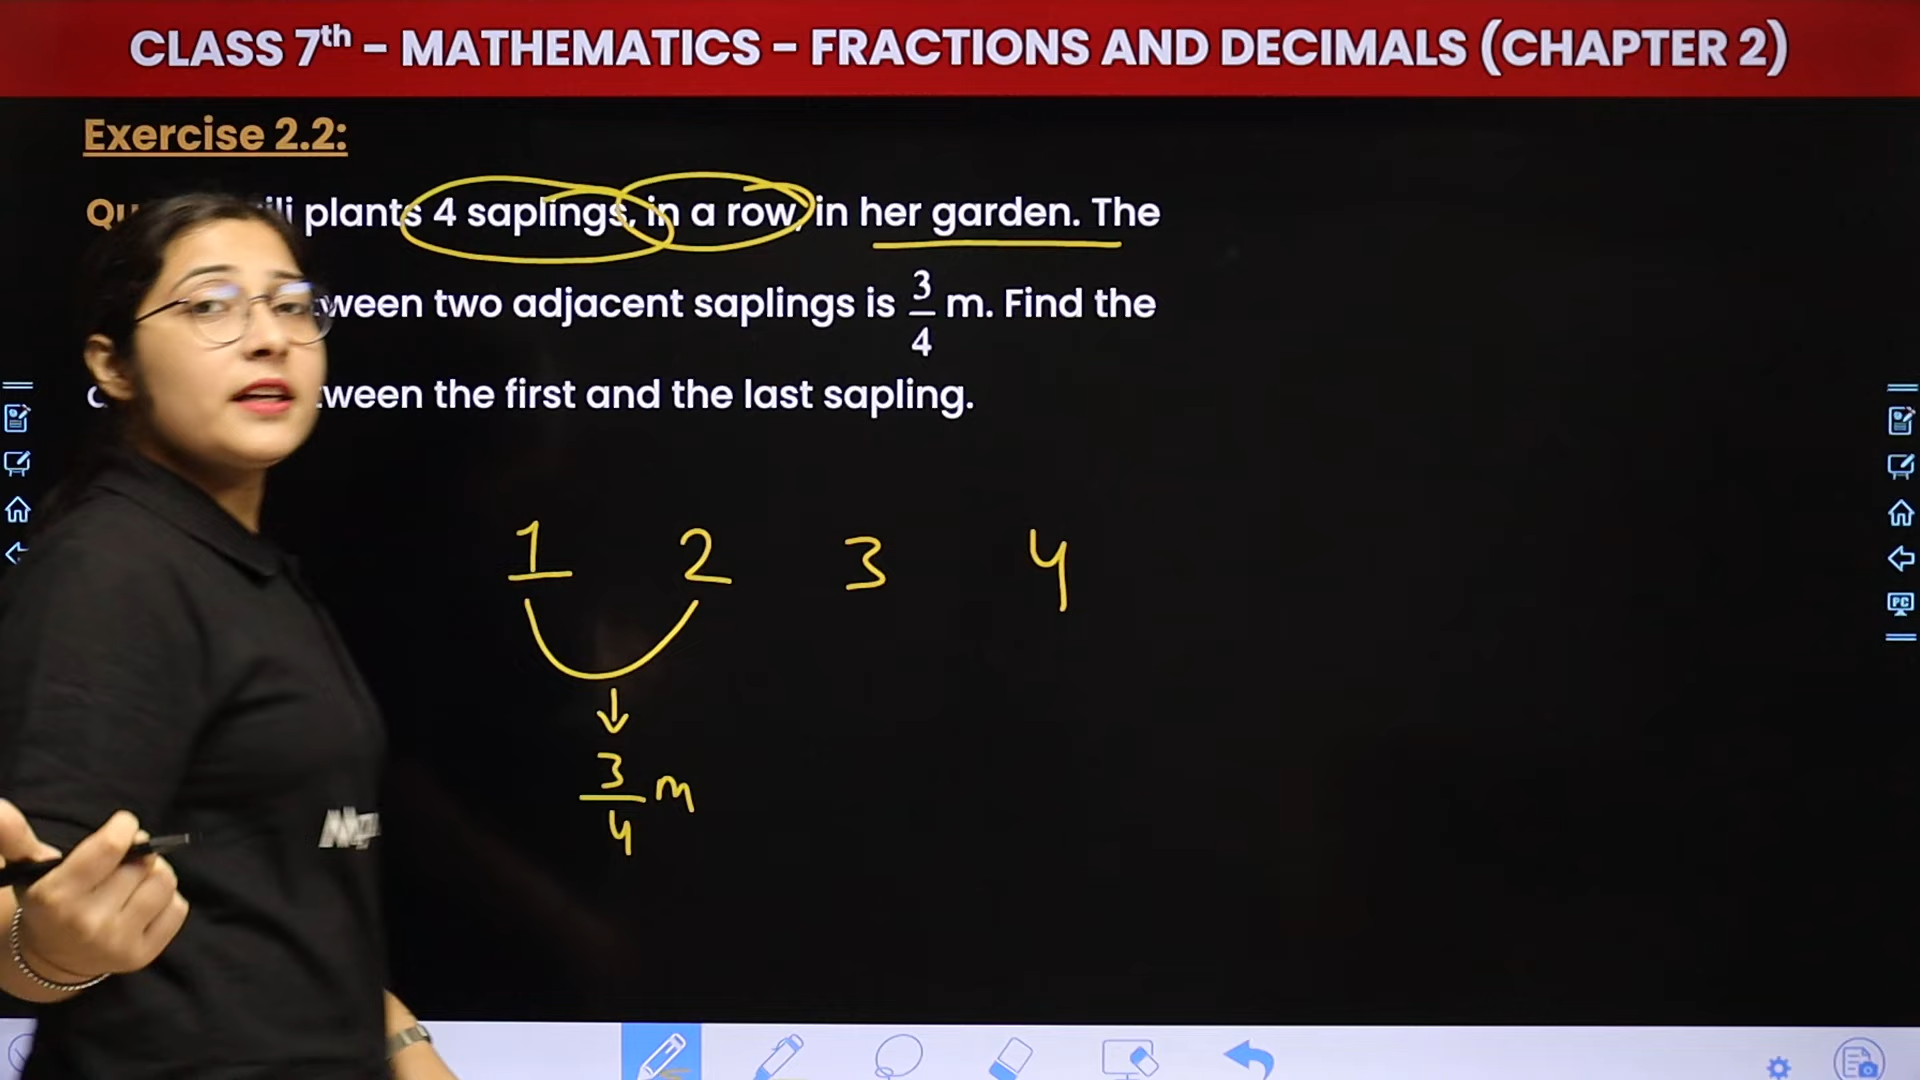 CLASS 7th – MATHEMATICS – FRACTIONS AND DECIMALS (CHAPTER 2)
Exercise 2.2:
plants 4 saplings, in a row, in her garden. The
two adjacent saplings is 3/4 m. Find the
the first and the last sapling.
1 2 3 4
3/4 m
PC